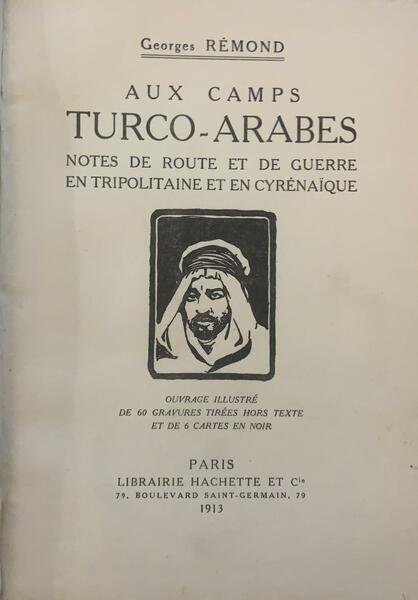 Georges RÉMOND
AUX CAMPS
TURCO-ARABES
NOTES DE ROUTE ET DE GUERRE
EN TRIPOLITAINE ET EN CYRÉNAÏQUE
OUVRAGE ILLUSTRÉ
DE 60 GRAVURES TIRÉES HORS TEXTE
ET DE 6 CARTES EN NOIR
PARIS
LIBRAIRIE HACHETTE ET Cie
79, BOULEVARD SAINT-GERMAIN, 79
1913